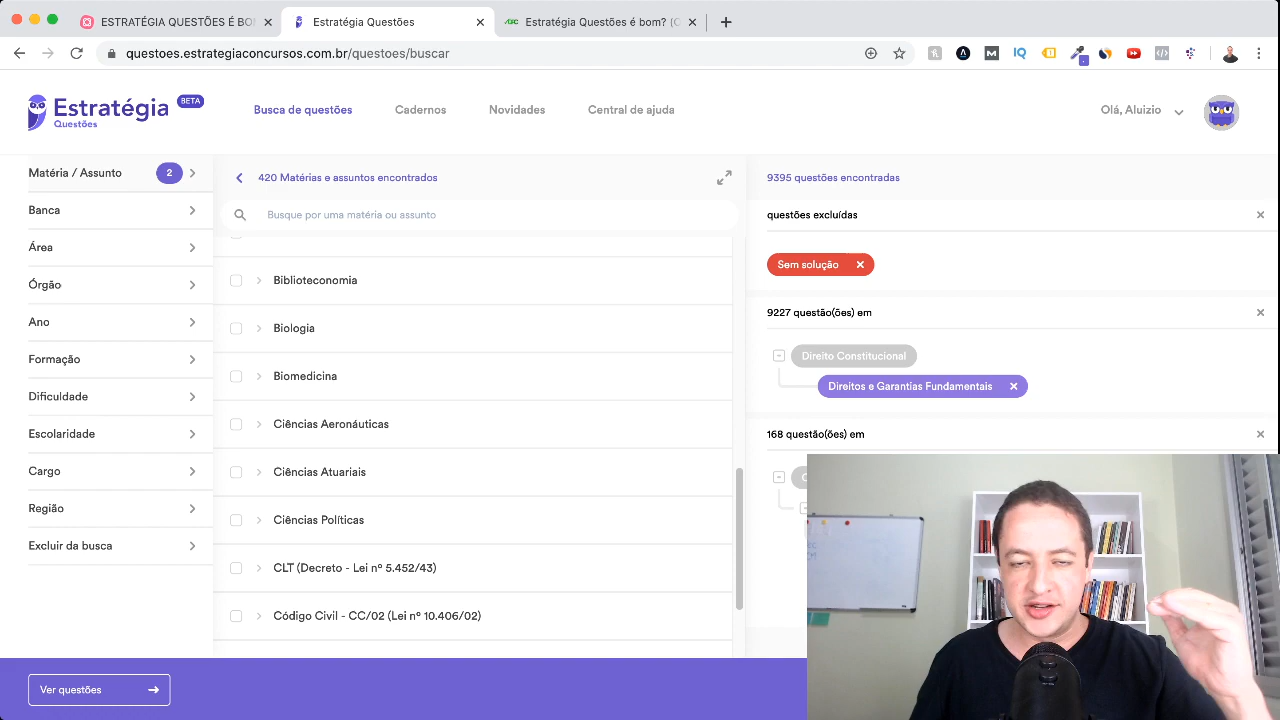 ESTRATÉGIA QUESTÕES É BO
Estratégia Questões
Estratégia Questões é bom? (C
questoes.estrategiaconcursos.com.br/questoes/buscar
Estratégia BETA
Questões
Busca de questões
Cadernos
Novidades
Central de ajuda
Olá, Aluizio
Matéria / Assunto 2
Banca
Área
Órgão
Ano
Formação
Dificuldade
Escolaridade
Cargo
Região
Excluir da busca
420 Matérias e assuntos encontrados
Busque por uma matéria ou assunto
Biblioteconomia
Biologia
Biomedicina
Ciências Aeronáuticas
Ciências Atuariais
Ciências Políticas
CLT (Decreto - Lei nº 5.452/43)
Código Civil - CC/02 (Lei nº 10.406/02)
9395 questões encontradas
questões excluídas
Sem solução
9227 questão(ões) em
Direito Constitucional
Direitos e Garantias Fundamentais
168 questão(ões) em
Ver questões